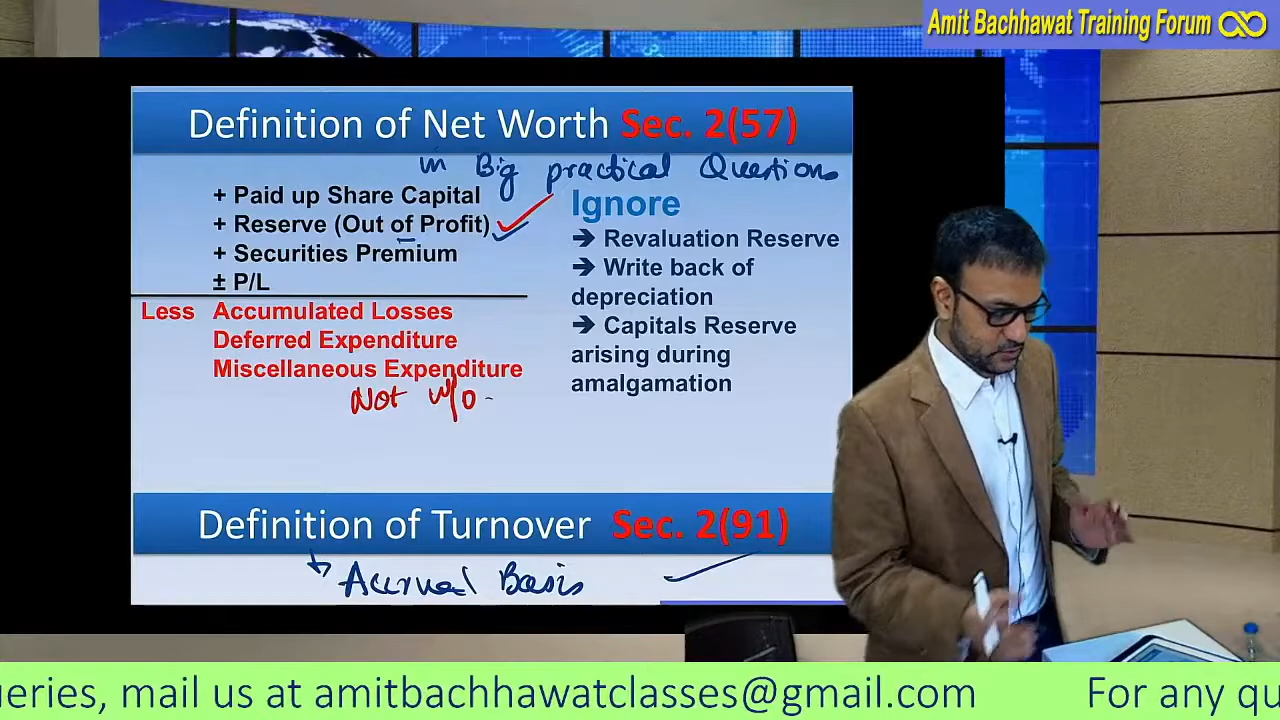 Amit Bachhawat Training Forum
Definition of Net Worth Sec. 2(57)
in Big practical Questions
+ Paid up Share Capital
+ Reserve (Out of Profit)
+ Securities Premium
± P/L
Less Accumulated Losses
Deferred Expenditure
Miscellaneous Expenditure
Not w/o
Ignore
➔ Revaluation Reserve
➔ Write back of
depreciation
➔ Capitals Reserve
arising during
amalgamation
Definition of Turnover Sec. 2(91)
Accrual Basis
ueries, mail us at amitbachhawatclasses@gmail.com For any qu